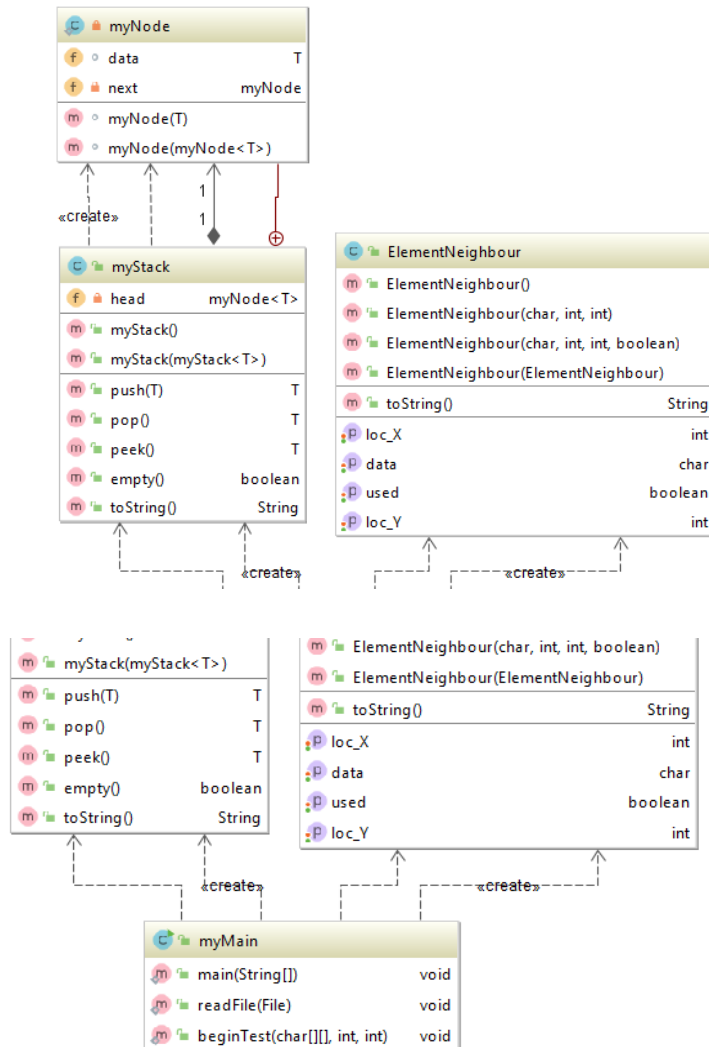 myNode
data T
next myNode
myNode(T)
myNode(myNode<T>)
1
«create»
1
myStack
head myNode<T>
myStack()
myStack(myStack<T>)
push(T) T
pop() T
peek() T
empty() boolean
toString() String
ElementNeighbour
ElementNeighbour()
ElementNeighbour(char, int, int)
ElementNeighbour(char, int, int, boolean)
ElementNeighbour(ElementNeighbour)
toString() String
loc_X int
data char
used boolean
loc_Y int
«create» «create»
myStack(myStack<T>)
push(T) T
pop() T
peek() T
empty() boolean
toString() String
ElementNeighbour(char, int, int, boolean)
ElementNeighbour(ElementNeighbour)
toString() String
loc_X int
data char
used boolean
loc_Y int
«create» «create»
myMain
main(String[]) void
readFile(File) void
beginTest(char[][], int, int) void